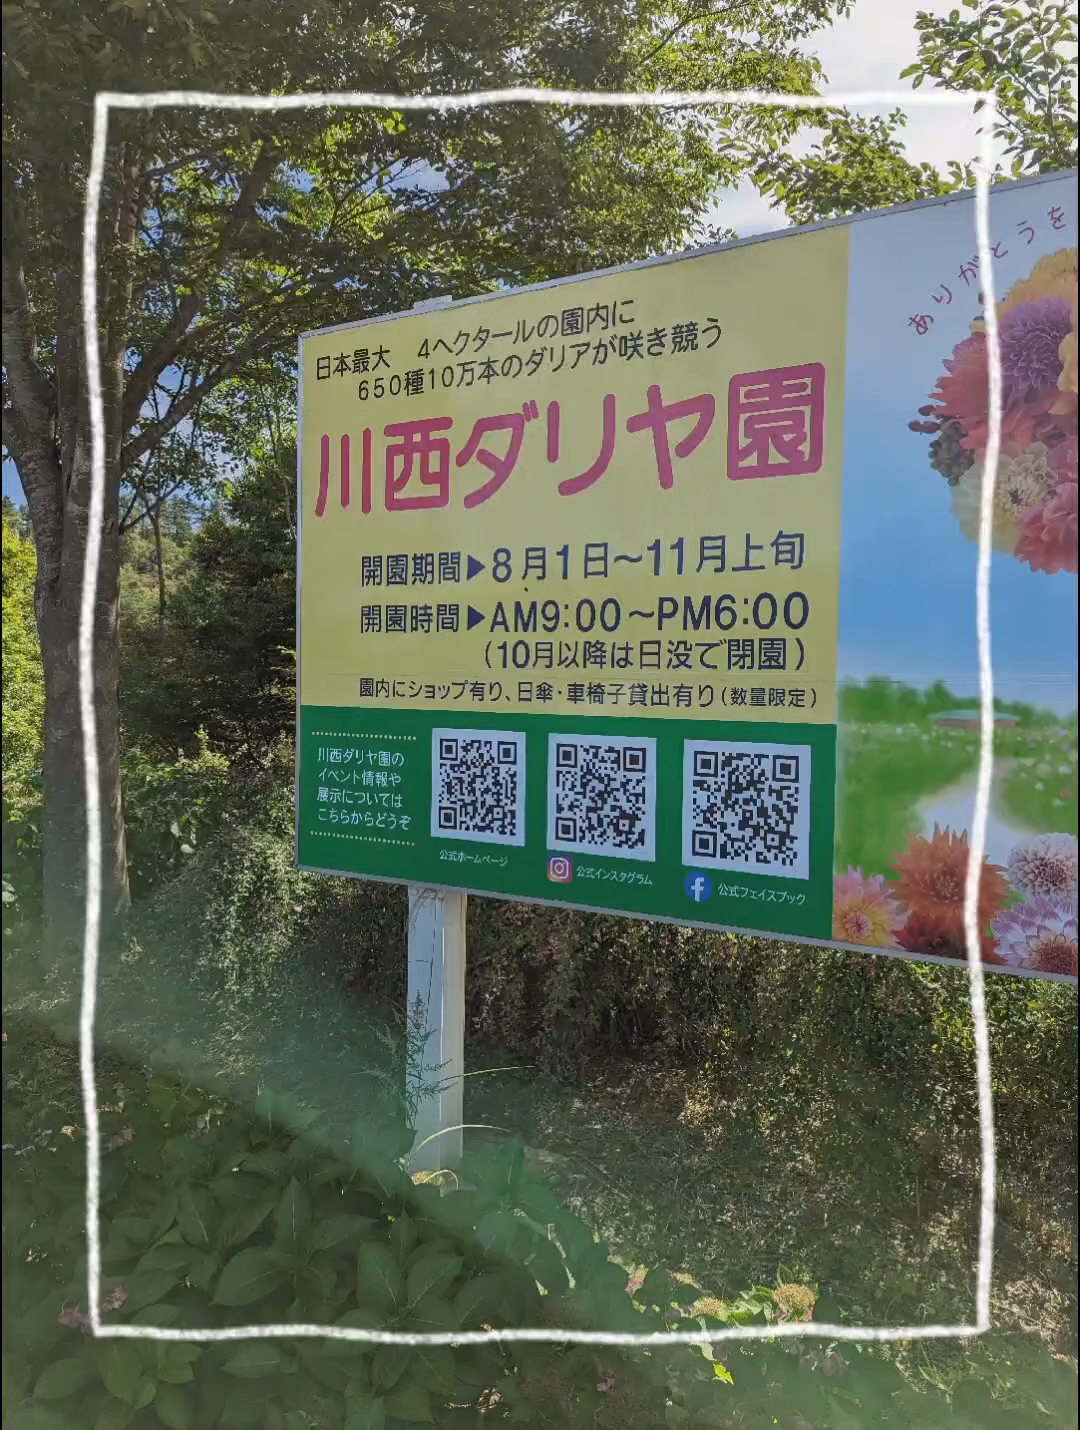 日本最大 4ヘクタールの園内に
650種10万本のダリアが咲き競う
川西ダリヤ園
開園期間▶8月1日～11月上旬
開園時間▶AM9:00～PM6:00
(10月以降は日没で閉園)
園内にショップ有り、日傘・車椅子貸出有り(数量限定)
川西ダリヤ園の
イベント情報や
展示については
こちらからどうぞ
公式ホームページ
公式インスタグラム
公式フェイスブック
ありがとうを